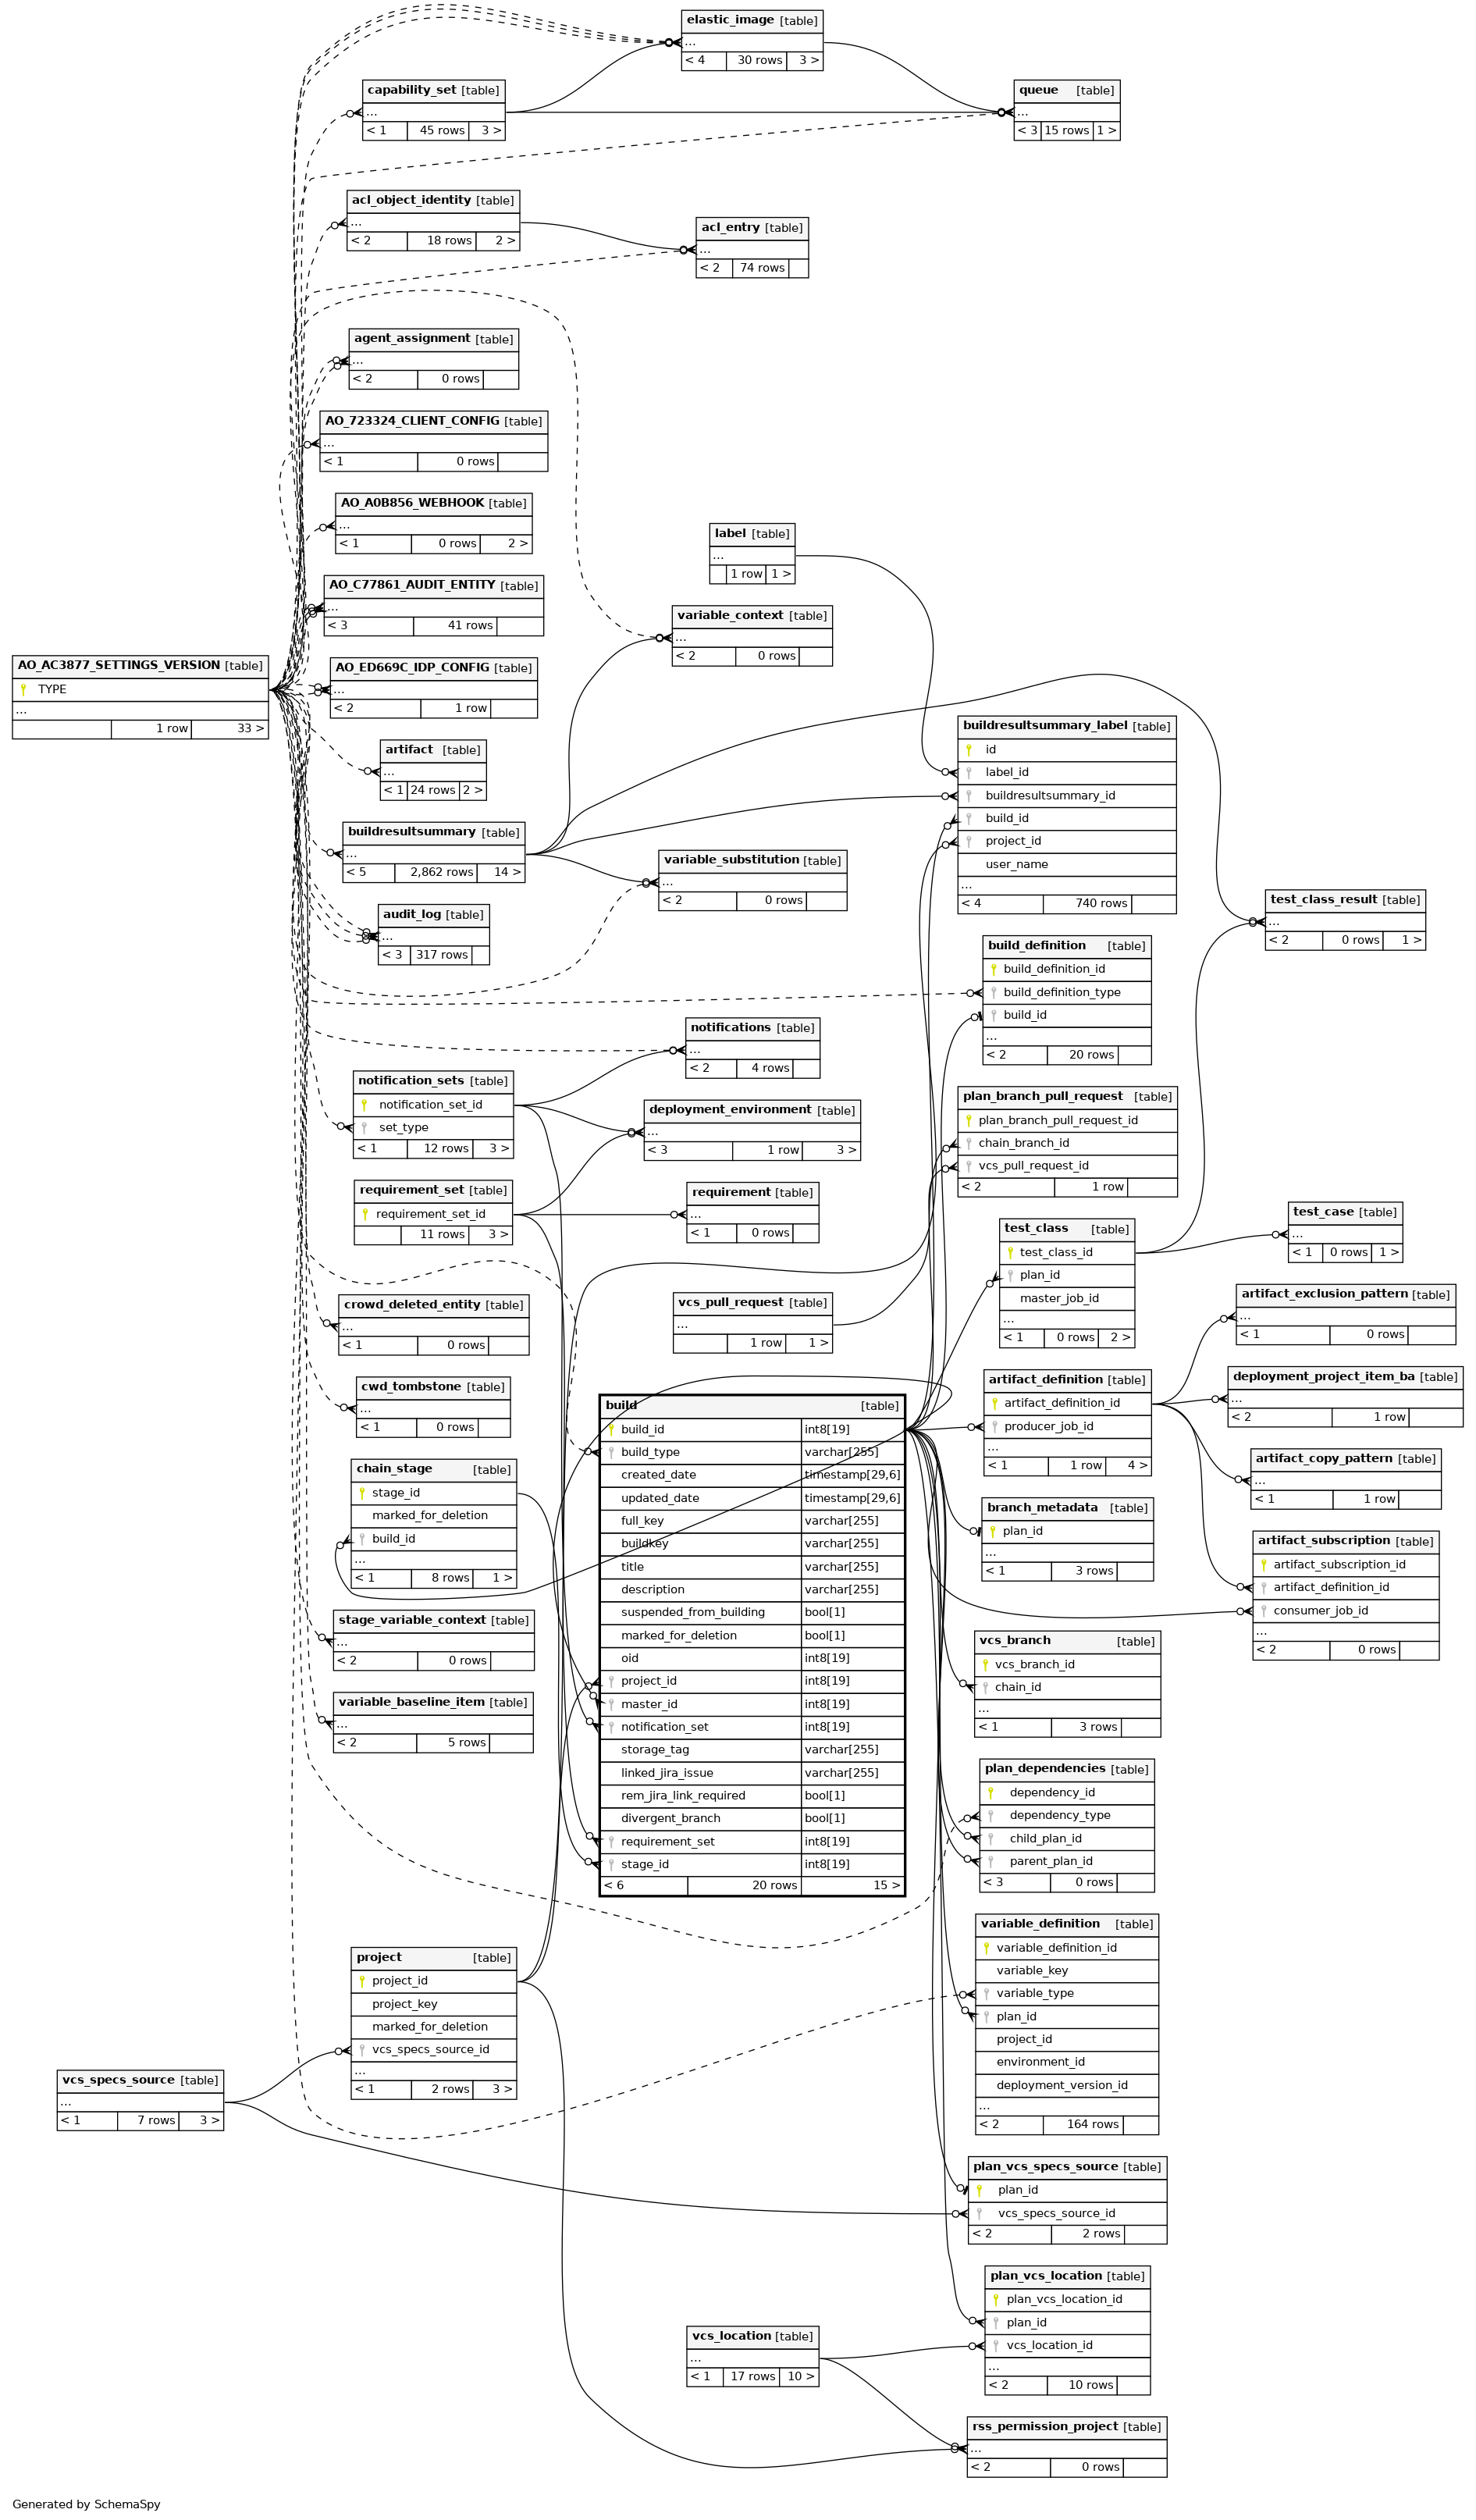 elastic_image [table]
...
< 4 30 rows 3 >
capability_set [table]
...
< 1 45 rows 3 >
queue [table]
...
< 3 15 rows 1 >
acl_object_identity [table]
...
< 2 18 rows 2 >
acl_entry [table]
...
< 2 74 rows
agent_assignment [table]
...
< 2 0 rows
AO_723324_CLIENT_CONFIG [table]
...
< 1 0 rows
AO_A0B856_WEBHOOK [table]
...
< 1 0 rows 2 >
label [table]
...
1 row 1 >
AO_C77861_AUDIT_ENTITY [table]
...
< 3 41 rows
variable_context [table]
...
< 2 0 rows
AO_AC3877_SETTINGS_VERSION [table]
TYPE
...
1 row 33 >
AO_ED669C_IDP_CONFIG [table]
...
< 2 1 row
buildresultsummary_label [table]
id
label_id
buildresultsummary_id
build_id
project_id
user_name
...
< 4 740 rows
artifact [table]
...
< 1 24 rows 2 >
buildresultsummary [table]
...
< 5 2,862 rows 14 >
variable_substitution [table]
...
< 2 0 rows
test_class_result [table]
...
< 2 0 rows 1 >
audit_log [table]
...
< 3 317 rows
build_definition [table]
build_definition_id
build_definition_type
build_id
...
< 2 20 rows
notifications [table]
...
< 2 4 rows
notification_sets [table]
notification_set_id
set_type
< 1 12 rows 3 >
plan_branch_pull_request [table]
plan_branch_pull_request_id
chain_branch_id
vcs_pull_request_id
< 2 1 row
deployment_environment [table]
...
< 3 1 row 3 >
requirement_set [table]
requirement_set_id
11 rows 3 >
requirement [table]
...
< 1 0 rows
test_case [table]
...
< 1 0 rows 1 >
test_class [table]
test_class_id
plan_id
master_job_id
...
< 1 0 rows 2 >
artifact_exclusion_pattern [table]
...
< 1 0 rows
vcs_pull_request [table]
...
1 row 1 >
crowd_deleted_entity [table]
...
< 1 0 rows
deployment_project_item_ba [table]
...
< 2 1 row
artifact_definition [table]
artifact_definition_id
producer_job_id
...
< 1 1 row 4 >
cwd_tombstone [table]
...
< 1 0 rows
build [table]
build_id int8[19]
build_type varchar[255]
created_date timestamp[29,6]
updated_date timestamp[29,6]
full_key varchar[255]
buildkey varchar[255]
title varchar[255]
description varchar[255]
suspended_from_building bool[1]
marked_for_deletion bool[1]
oid int8[19]
project_id int8[19]
master_id int8[19]
notification_set int8[19]
storage_tag varchar[255]
linked_jira_issue varchar[255]
rem_jira_link_required bool[1]
divergent_branch bool[1]
requirement_set int8[19]
stage_id int8[19]
< 6 20 rows 15 >
artifact_copy_pattern [table]
...
< 1 1 row
chain_stage [table]
stage_id
marked_for_deletion
build_id
...
< 1 8 rows 1 >
branch_metadata [table]
plan_id
...
< 1 3 rows
artifact_subscription [table]
artifact_subscription_id
artifact_definition_id
consumer_job_id
...
< 2 0 rows
stage_variable_context [table]
...
< 2 0 rows
vcs_branch [table]
vcs_branch_id
chain_id
...
< 1 3 rows
variable_baseline_item [table]
...
< 2 5 rows
plan_dependencies [table]
dependency_id
dependency_type
child_plan_id
parent_plan_id
< 3 0 rows
variable_definition [table]
variable_definition_id
variable_key
variable_type
plan_id
project_id
environment_id
deployment_version_id
...
< 2 164 rows
project [table]
project_id
project_key
marked_for_deletion
vcs_specs_source_id
...
< 1 2 rows 3 >
vcs_specs_source [table]
...
< 1 7 rows 3 >
plan_vcs_specs_source [table]
plan_id
vcs_specs_source_id
< 2 2 rows
plan_vcs_location [table]
plan_vcs_location_id
plan_id
vcs_location_id
...
< 2 10 rows
vcs_location [table]
...
< 1 17 rows 10 >
rss_permission_project [table]
...
< 2 0 rows
Generated by SchemaSpy